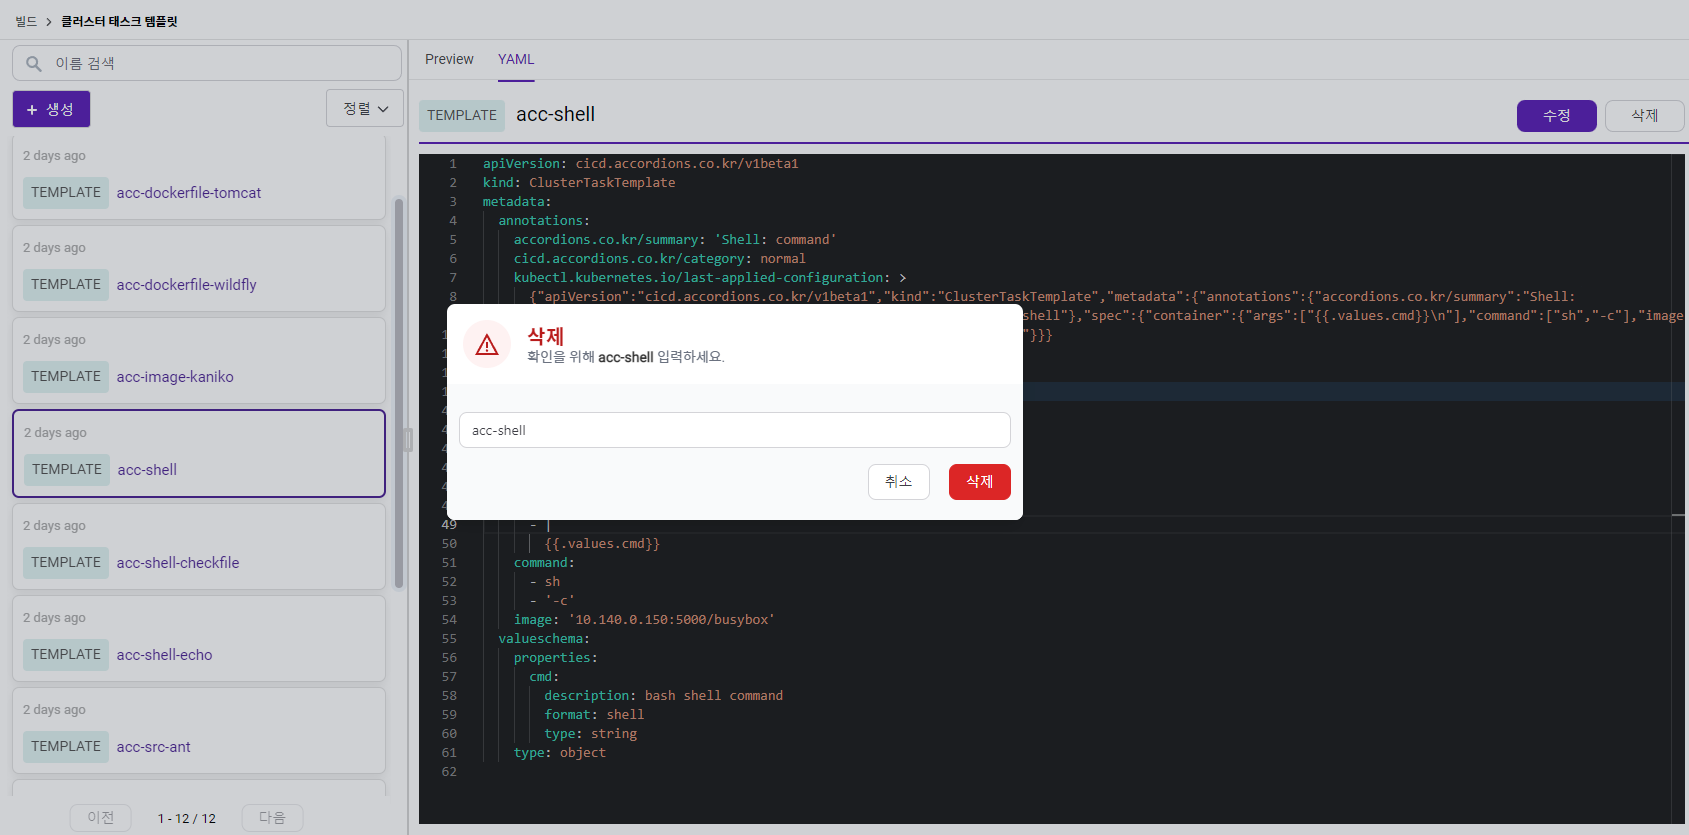 빌드 > 클러스터 태스크 템플릿
이름 검색
+ 생성
정렬
2 days ago
TEMPLATE acc-dockerfile-tomcat
2 days ago
TEMPLATE acc-dockerfile-wildfly
2 days ago
TEMPLATE acc-image-kaniko
2 days ago
TEMPLATE acc-shell
2 days ago
TEMPLATE acc-shell-checkfile
2 days ago
TEMPLATE acc-shell-echo
2 days ago
TEMPLATE acc-src-ant
이전 1 - 12 / 12 다음
Preview YAML
TEMPLATE acc-shell
수정 삭제
1 apiVersion: cicd.accordions.co.kr/v1beta1
2 kind: ClusterTaskTemplate
3 metadata:
4 annotations:
5 accordions.co.kr/summary: 'Shell: command'
6 cicd.accordions.co.kr/category: normal
7 kubectl.kubernetes.io/last-applied-configuration: >
8 {"apiVersion":"cicd.accordions.co.kr/v1beta1","kind":"ClusterTaskTemplate","metadata":{"annotations":{"accordions.co.kr/summary":"Shell:
shell"},"spec":{"container":{"args":["{{.values.cmd}}\n"],"command":["sh","-c"],"image
"}}}
삭제
확인을 위해 acc-shell 입력하세요.
acc-shell
취소 삭제
49 - |
50 {{.values.cmd}}
51 command:
52 - sh
53 - '-c'
54 image: '10.140.0.150:5000/busybox'
55 valueschema:
56 properties:
57 cmd:
58 description: bash shell command
59 format: shell
60 type: string
61 type: object
62